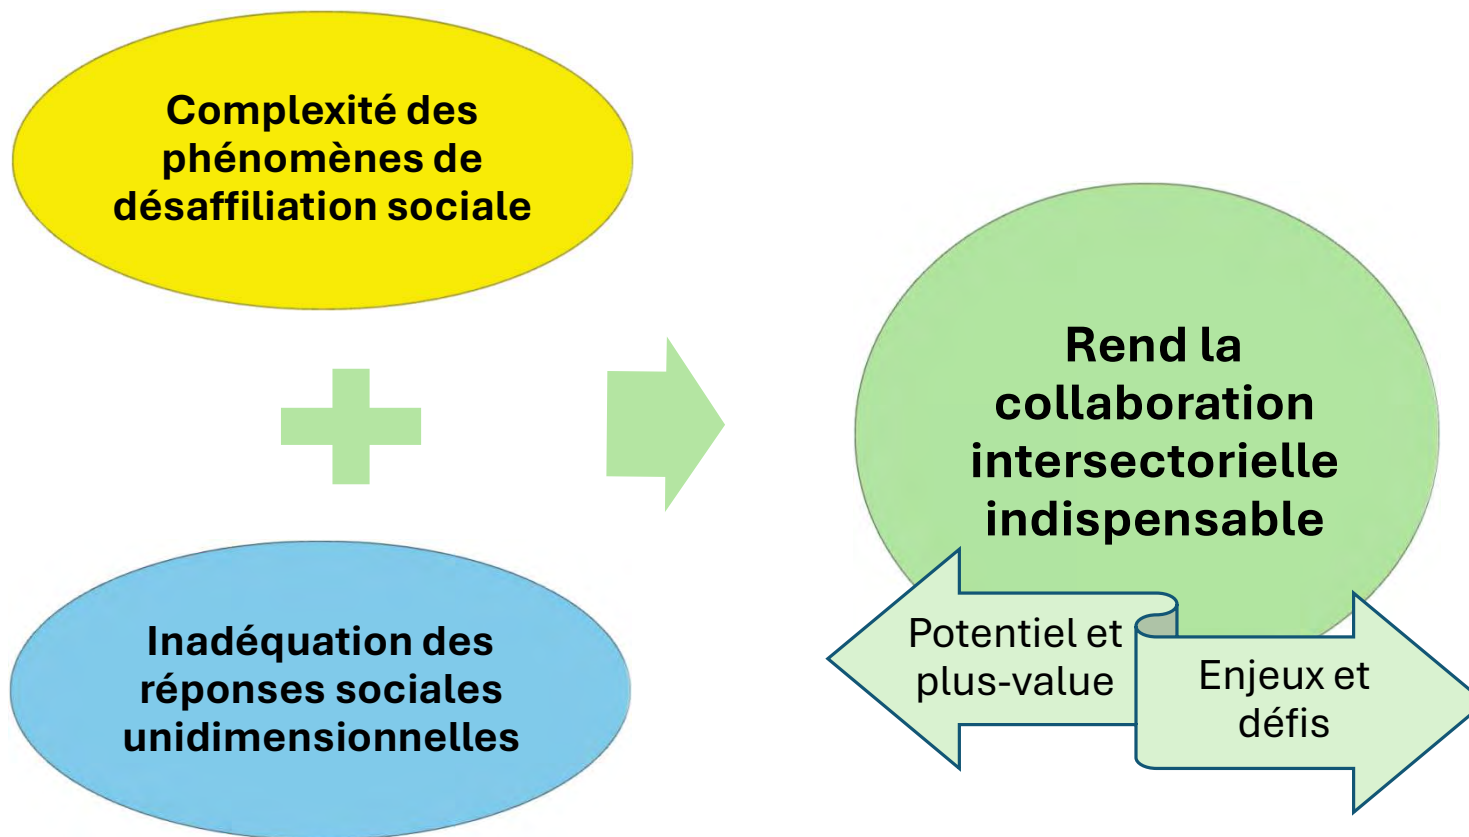 Complexité des
phénomènes de
désaffiliation sociale
Inadéquation des
réponses sociales
unidimensionnelles
Rend la
collaboration
intersectorielle
indispensable
Potentiel et
plus-value
Enjeux et
défis